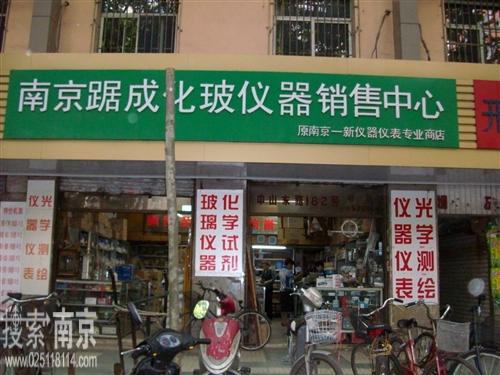 南京踞成化玻仪器销售中心
原南京一新仪器仪表专业商店
中山东路182号
光学测绘
仪器仪表
化学试剂
玻璃仪器
光学测绘
仪器仪表
搜索南京
www.025118114.com